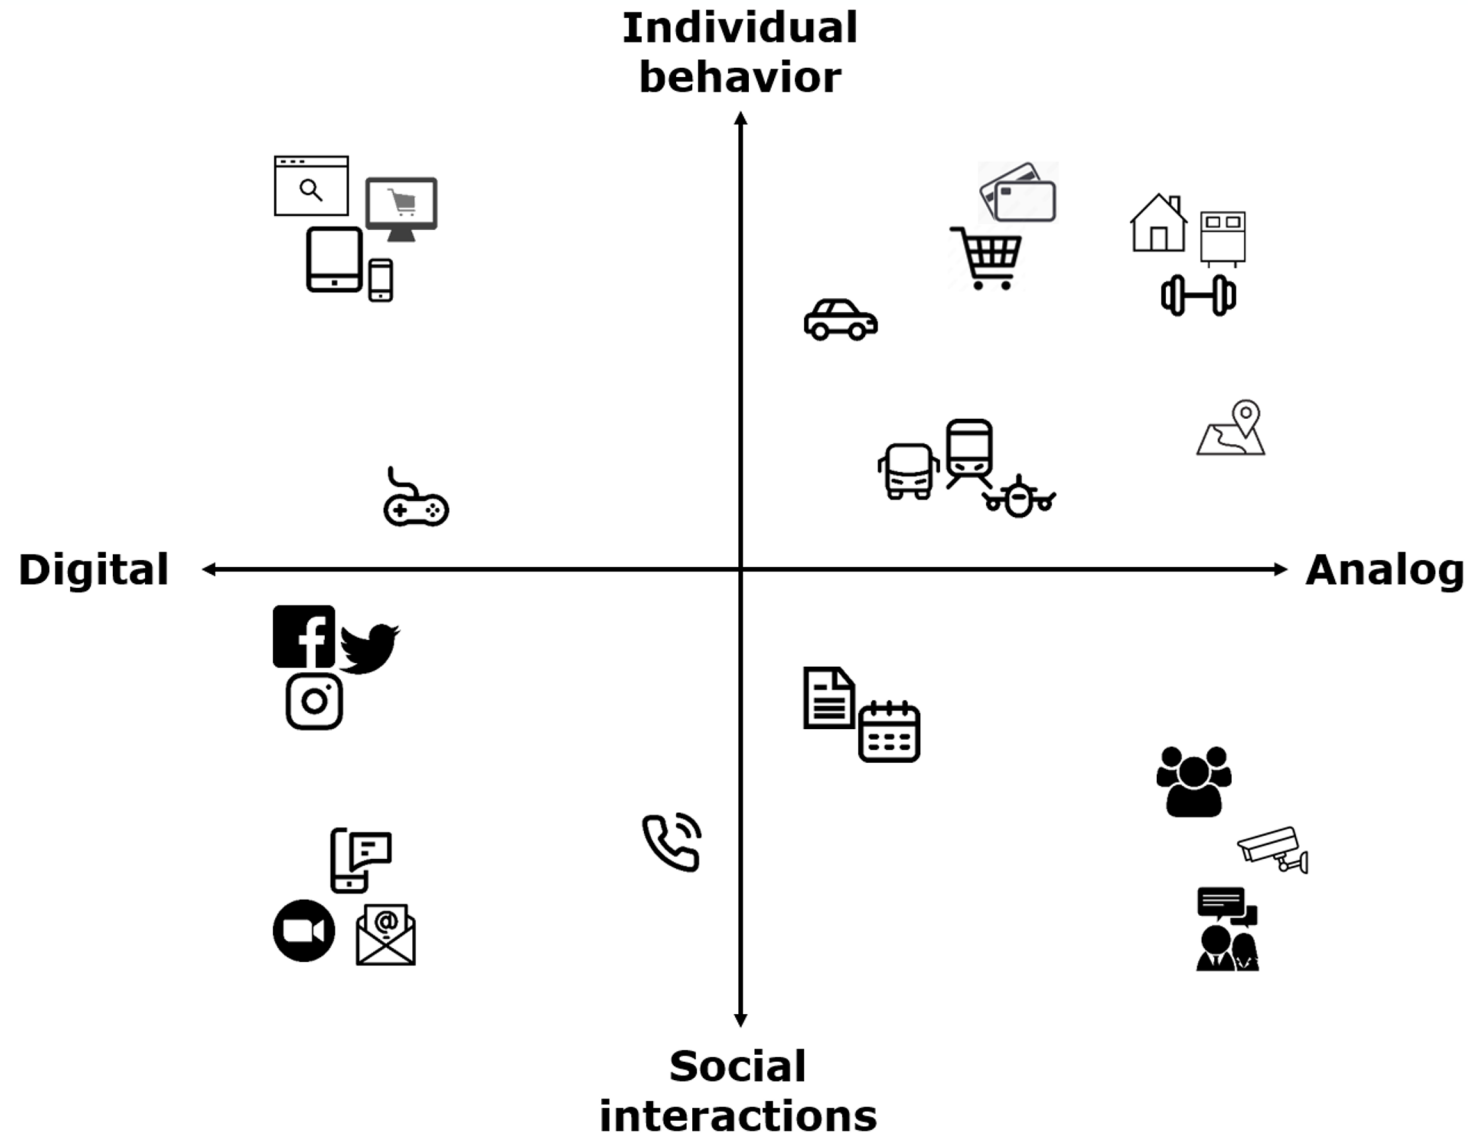 Individual
behavior
Digital
Analog
f
@
Social
interactions